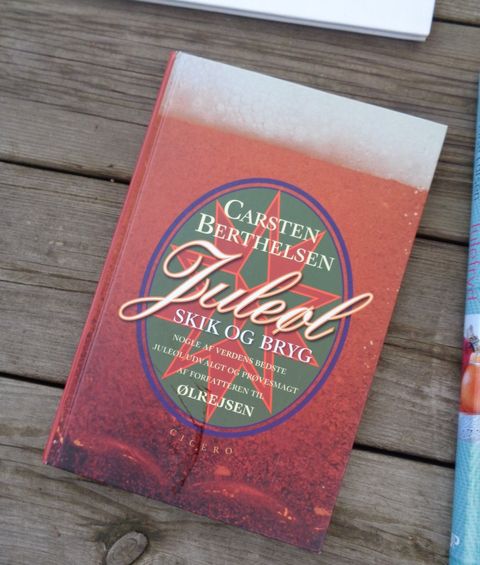 CARSTEN
BERTHELSEN
Juleøl
SKIK OG BRYG
NOGLE AF VERDENS BEDSTE
JULEØL UDVALGT OG PRØVESMAGT
AF FORFATTEREN TIL
ØLREJSEN
CICERO